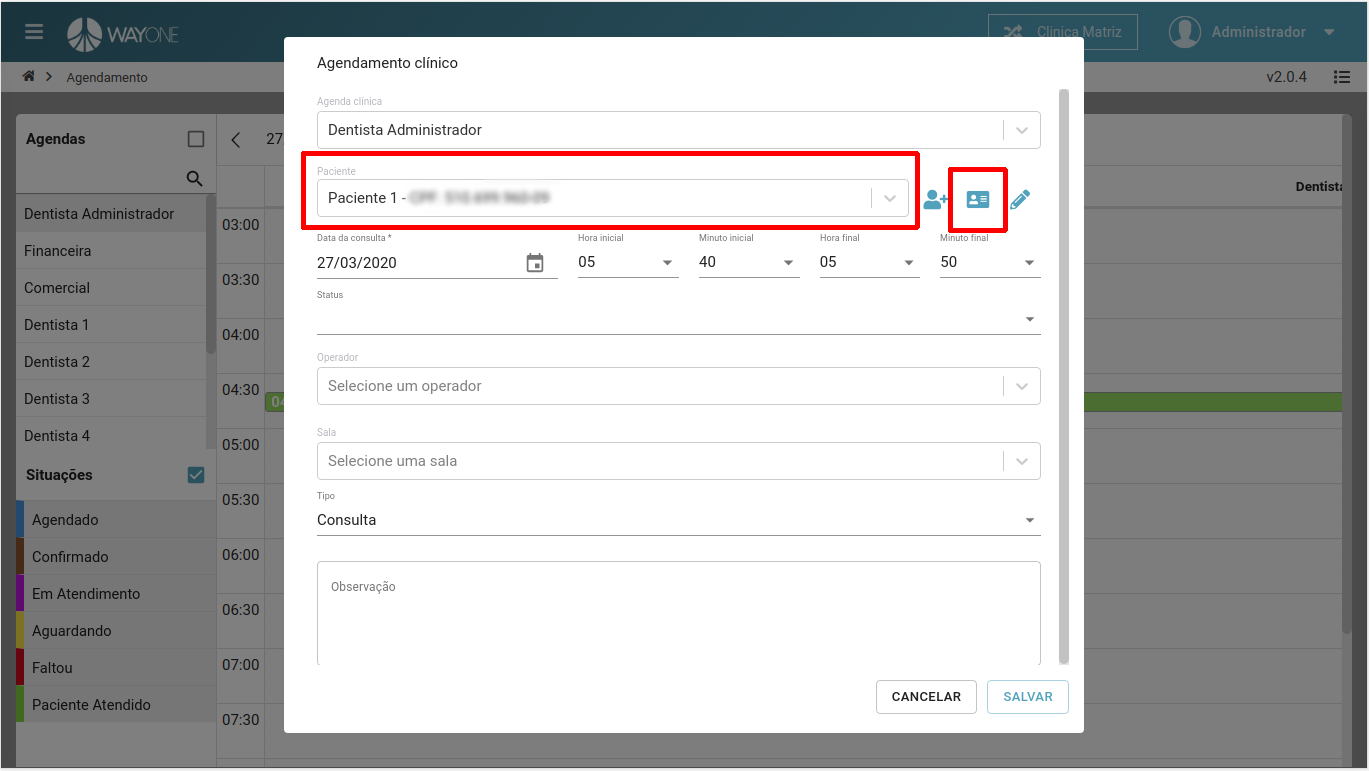 WAYONE
Clinica Matriz
Administrador
Agendamento
v2.0.4
Agendas
27
Dentista Administrador
Financeira
Comercial
Dentista 1
Dentista 2
Dentista 3
Dentista 4
Situações
Agendado
Confirmado
Em Atendimento
Aguardando
Faltou
Paciente Atendido
03:00
03:30
04:00
04:30
05:00
05:30
06:00
06:30
07:00
07:30
04
Agendamento clínico
Agenda clínica
Dentista Administrador
Paciente
Paciente 1 -
Data da consulta *
27/03/2020
Hora inicial
05
Minuto inicial
40
Hora final
05
Minuto final
50
Status
Operador
Selecione um operador
Sala
Selecione uma sala
Tipo
Consulta
Observação
CANCELAR
SALVAR